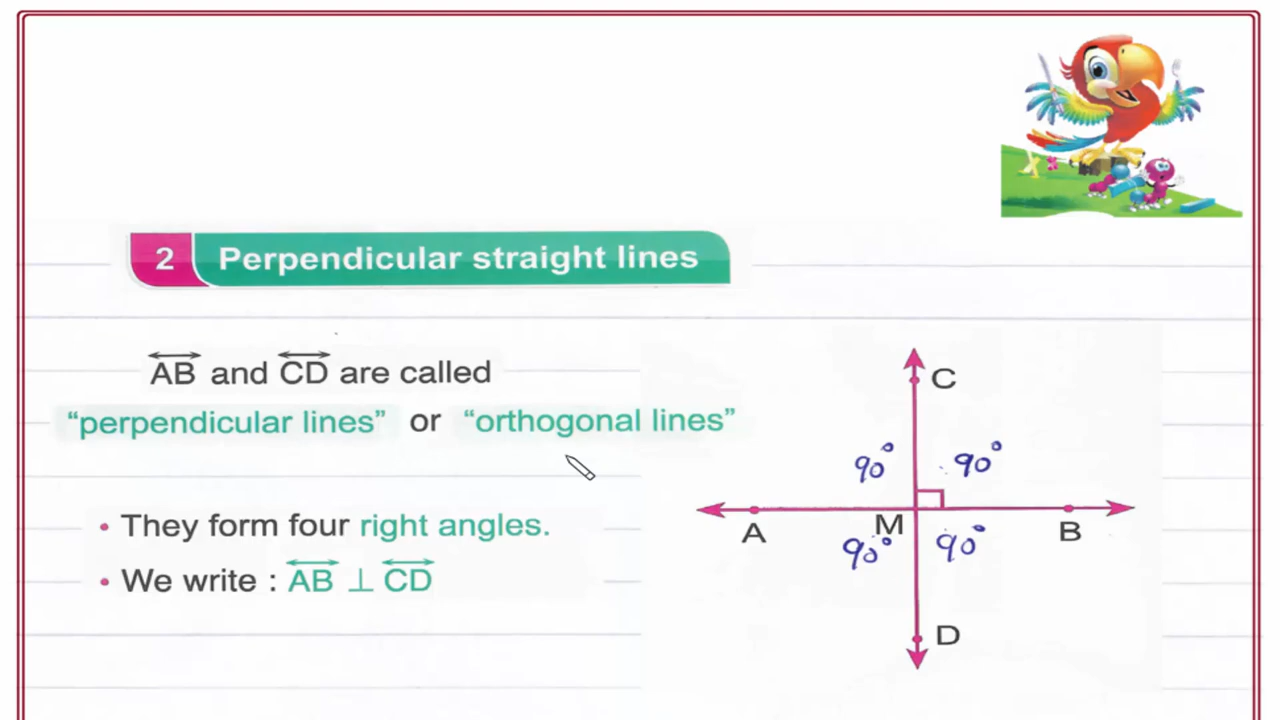 2 Perpendicular straight lines
AB and CD are called
“perpendicular lines” or “orthogonal lines”
• They form four right angles.
• We write : AB ⊥ CD
C
90° 90°
A M B
90° 90°
D
X